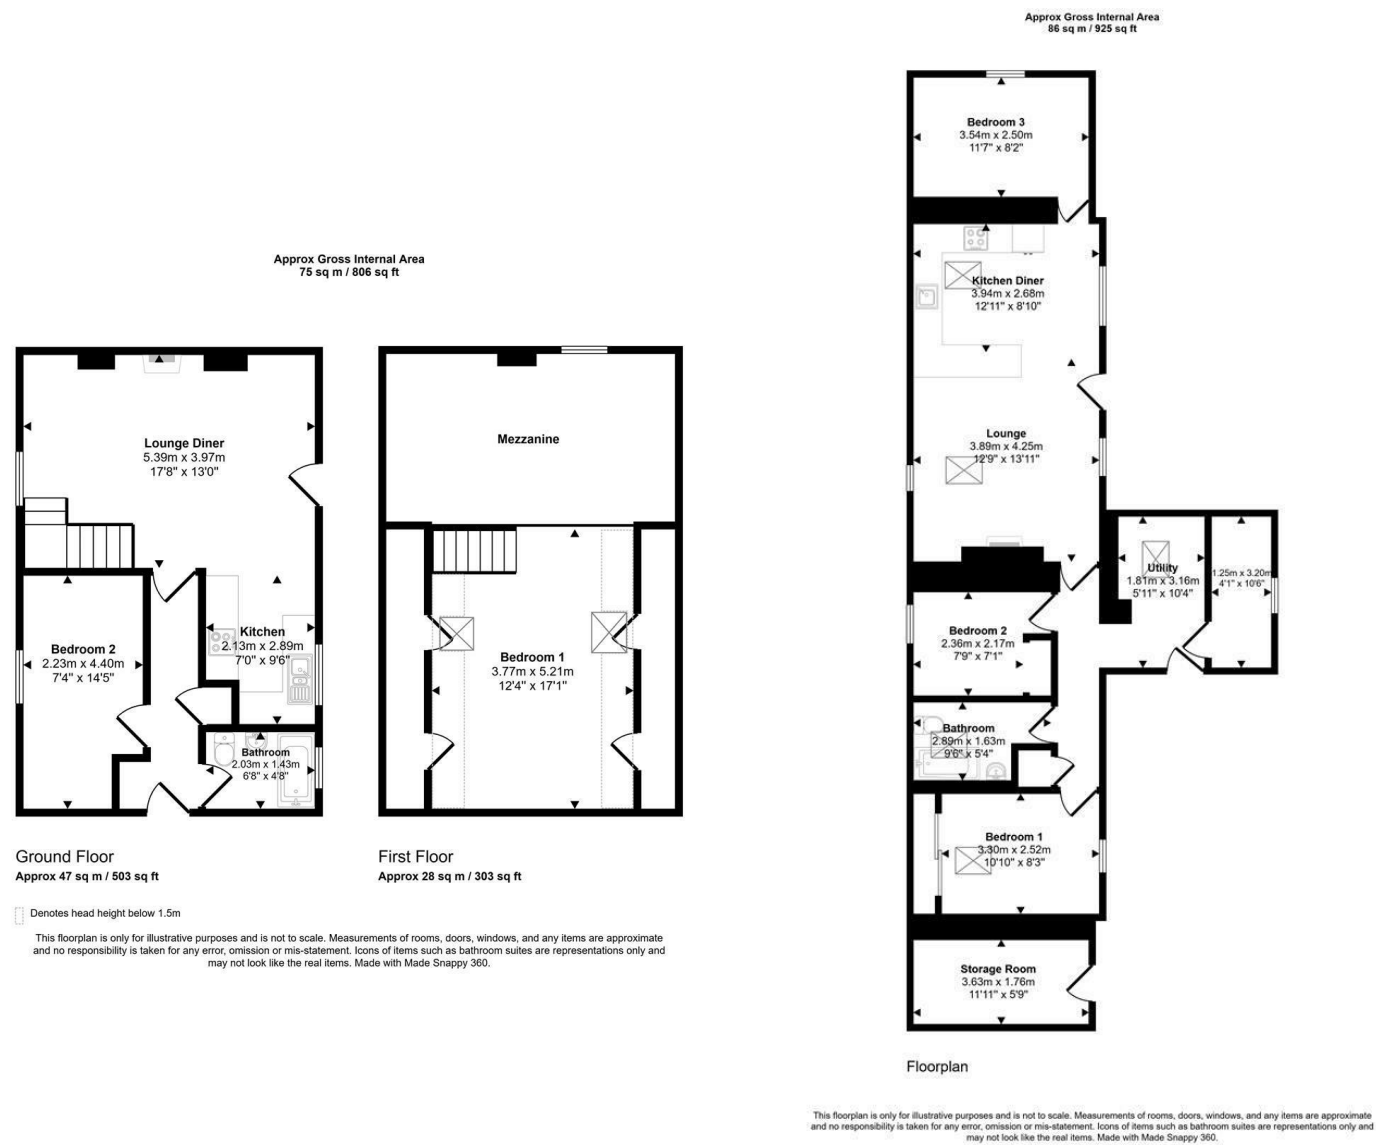 Approx Gross Internal Area
75 sq m / 806 sq ft
Lounge Diner
5.39m x 3.97m
17'8" x 13'0"
Bedroom 2
2.23m x 4.40m
7'4" x 14'5"
Kitchen
2.13m x 2.89m
7'0" x 9'6"
Bathroom
2.03m x 1.43m
6'8" x 4'8"
Ground Floor
Approx 47 sq m / 503 sq ft
Mezzanine
Bedroom 1
3.77m x 5.21m
12'4" x 17'1"
First Floor
Approx 28 sq m / 303 sq ft
Denotes head height below 1.5m
This floorplan is only for illustrative purposes and is not to scale. Measurements of rooms, doors, windows, and any items are approximate
and no responsibility is taken for any error, omission or mis-statement. Icons of items such as bathroom suites are representations only and
may not look like the real items. Made with Made Snappy 360.
Approx Gross Internal Area
86 sq m / 925 sq ft
Bedroom 3
3.54m x 2.50m
11'7" x 8'2"
Kitchen Diner
3.94m x 2.68m
12'11" x 8'10"
Lounge
3.89m x 4.25m
12'9" x 13'11"
Utility
1.81m x 3.16m
5'11" x 10'4"
1.25m x 3.20m
4'1" x 10'6"
Bedroom 2
2.36m x 2.17m
7'9" x 7'1"
Bathroom
2.89m x 1.63m
9'6" x 5'4"
Bedroom 1
3.30m x 2.52m
10'10" x 8'3"
Storage Room
3.63m x 1.76m
11'11" x 5'9"
Floorplan
This floorplan is only for illustrative purposes and is not to scale. Measurements of rooms, doors, windows, and any items are approximate
and no responsibility is taken for any error, omission or mis-statement. Icons of items such as bathroom suites are representations only and
may not look like the real items. Made with Made Snappy 360.